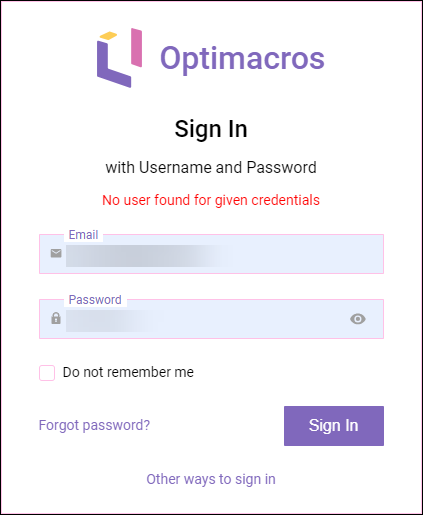 Optimacros
Sign In
with Username and Password
No user found for given credentials
Email
Password
Do not remember me
Forgot password?
Sign In
Other ways to sign in